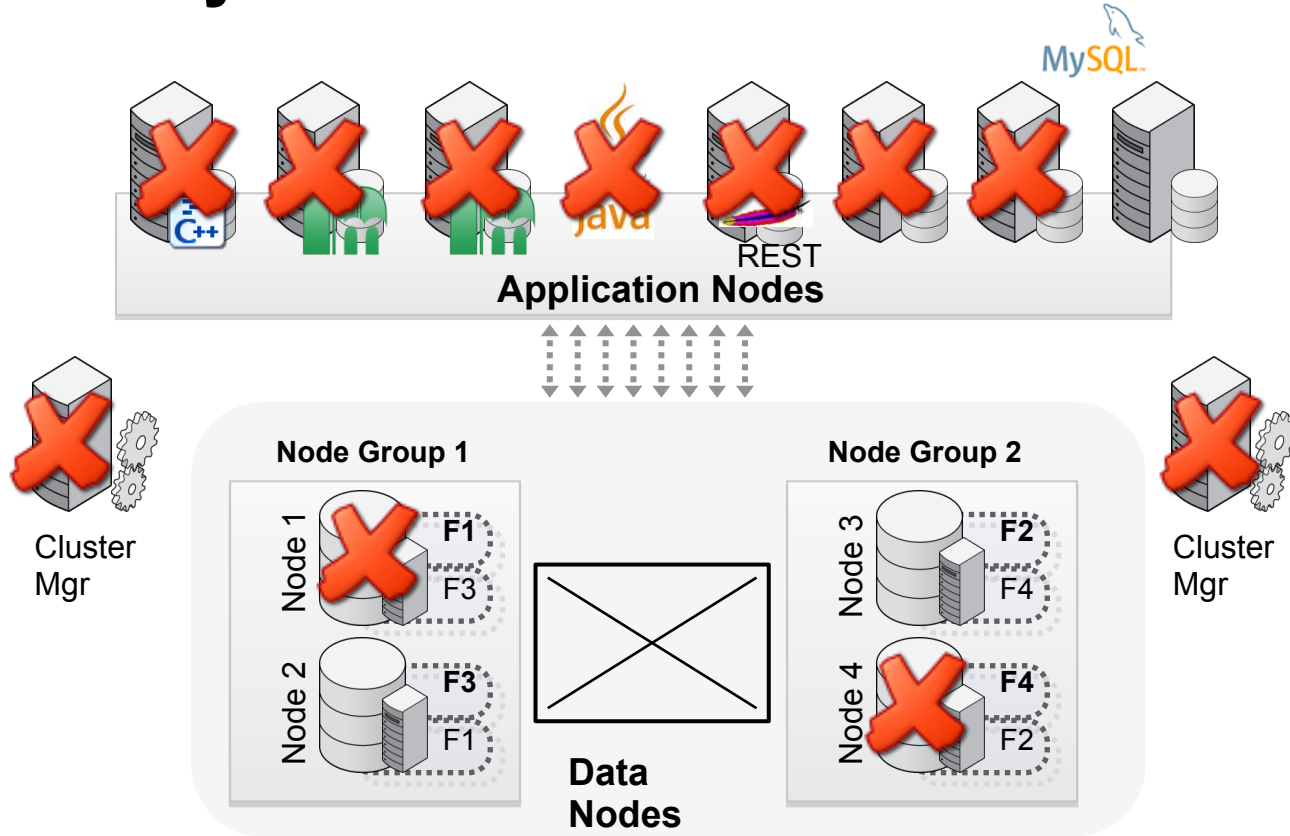 MySQL
C++
Java
REST
Application Nodes
Cluster
Mgr
Node Group 1
Node 1
F1
F3
Node 2
F3
F1
Node Group 2
Node 3
F2
F4
Node 4
F4
F2
Cluster
Mgr
Data
Nodes